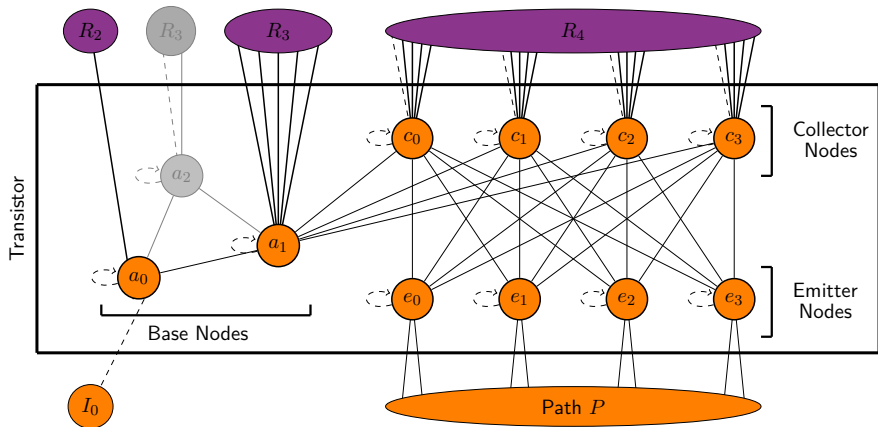 R₂
R₃
R₃
R₄
Transistor
c₀
c₁
c₂
c₃
Collector
Nodes
a₂
a₁
a₀
e₀
e₁
e₂
e₃
Emitter
Nodes
Base Nodes
I₀
Path P